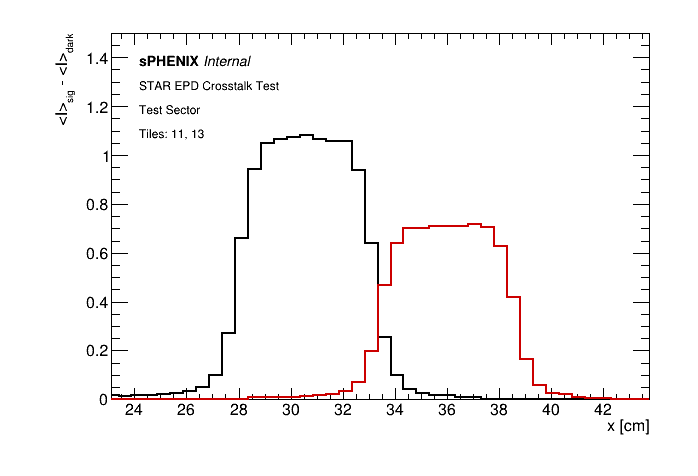 <I>sig - <I>dark
1.4
1.2
1
0.8
0.6
0.4
0.2
0
sPHENIX Internal
STAR EPD Crosstalk Test
Test Sector
Tiles: 11, 13
24 26 28 30 32 34 36 38 40 42
x [cm]